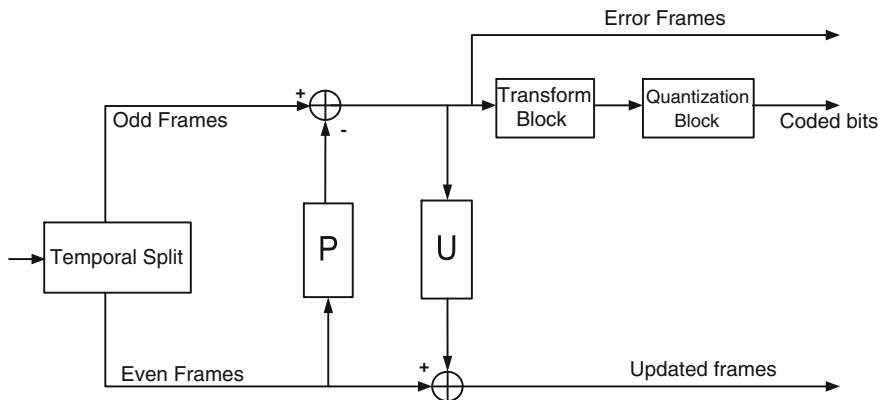 Error Frames
+
Odd Frames
-
Transform
Block
Quantization
Block
Coded bits
Temporal Split
P
U
Even Frames
+
Updated frames